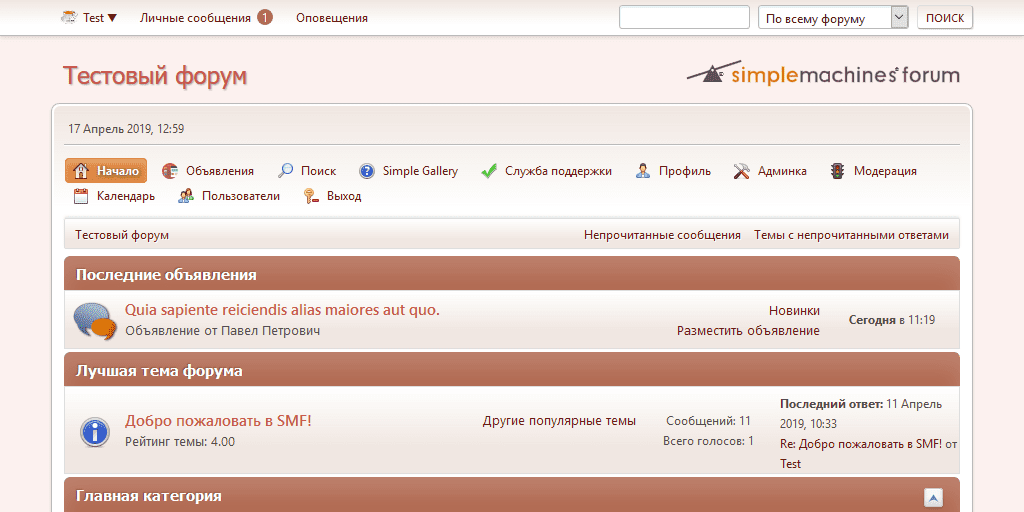 Test ▼ Личные сообщения 1 Оповещения По всему форуму ПОИСК
Тестовый форум simplemachines® forum
17 Апрель 2019, 12:59
Начало Объявления Поиск Simple Gallery Служба поддержки Профиль Админка Модерация
Календарь Пользователи Выход
Тестовый форум Непрочитанные сообщения Темы с непрочитанными ответами
Последние объявления
Quia sapiente reiciendis alias maiores aut quo.
Объявление от Павел Петрович
Новинки
Разместить объявление
Сегодня в 11:19
Лучшая тема форума
Добро пожаловать в SMF!
Рейтинг темы: 4.00
Другие популярные темы
Сообщений: 11
Всего голосов: 1
Последний ответ: 11 Апрель
2019, 10:33
Re: Добро пожаловать в SMF! от
Test
Главная категория